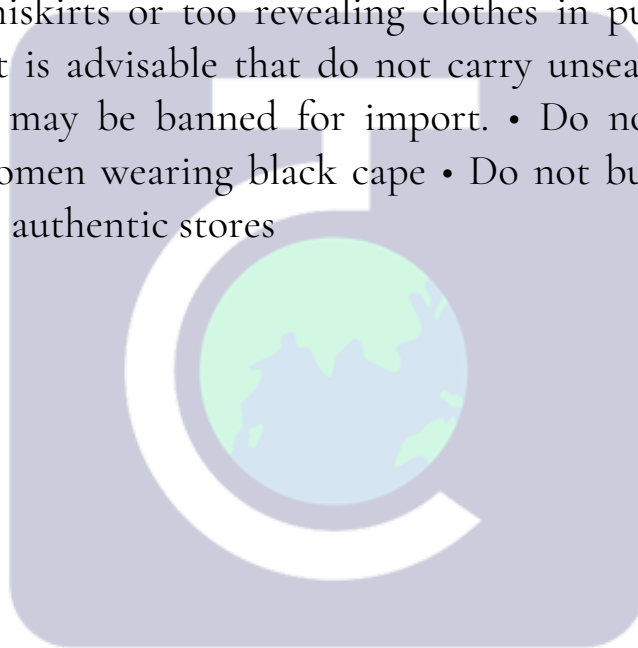 niskirts or too revealing clothes in pu
t is advisable that do not carry unsea
may be banned for import. • Do no
omen wearing black cape • Do not bu
authentic stores